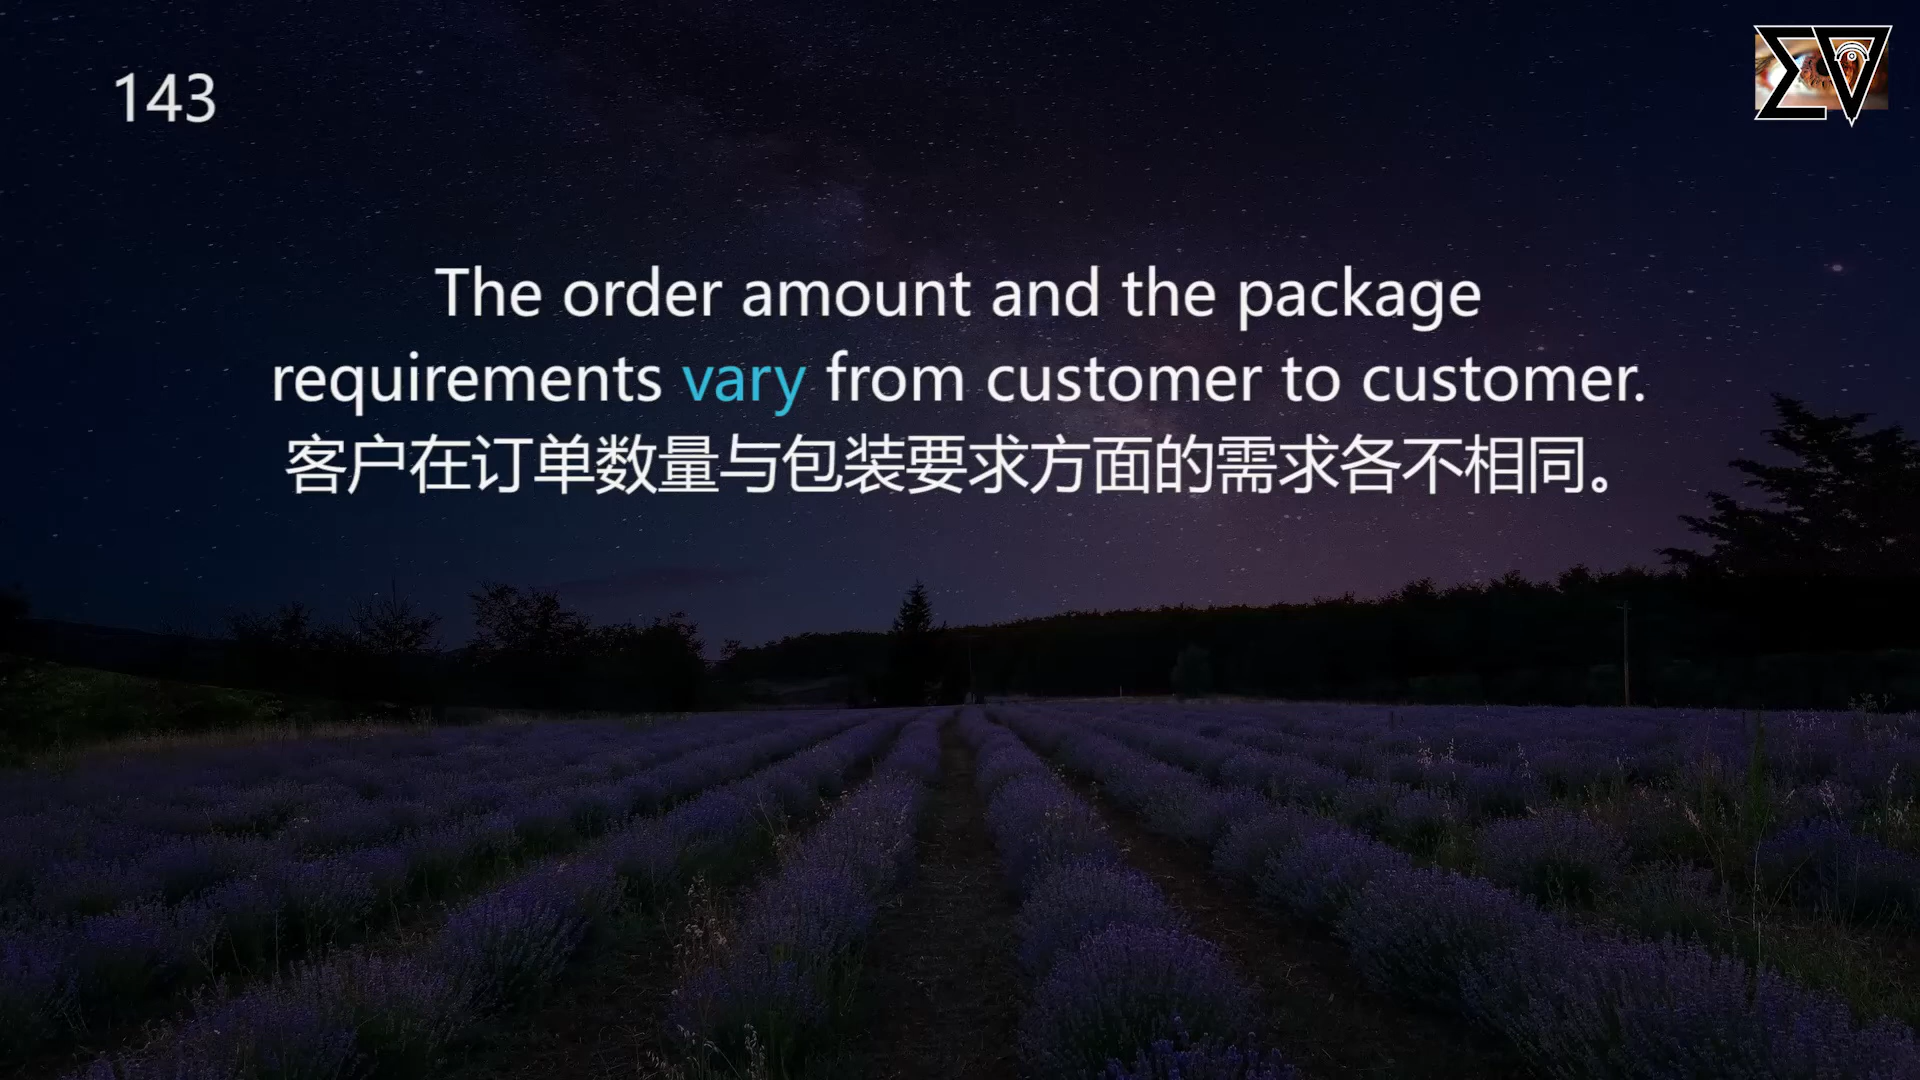 143
The order amount and the package
requirements vary from customer to customer.
客户在订单数量与包装要求方面的需求各不相同。